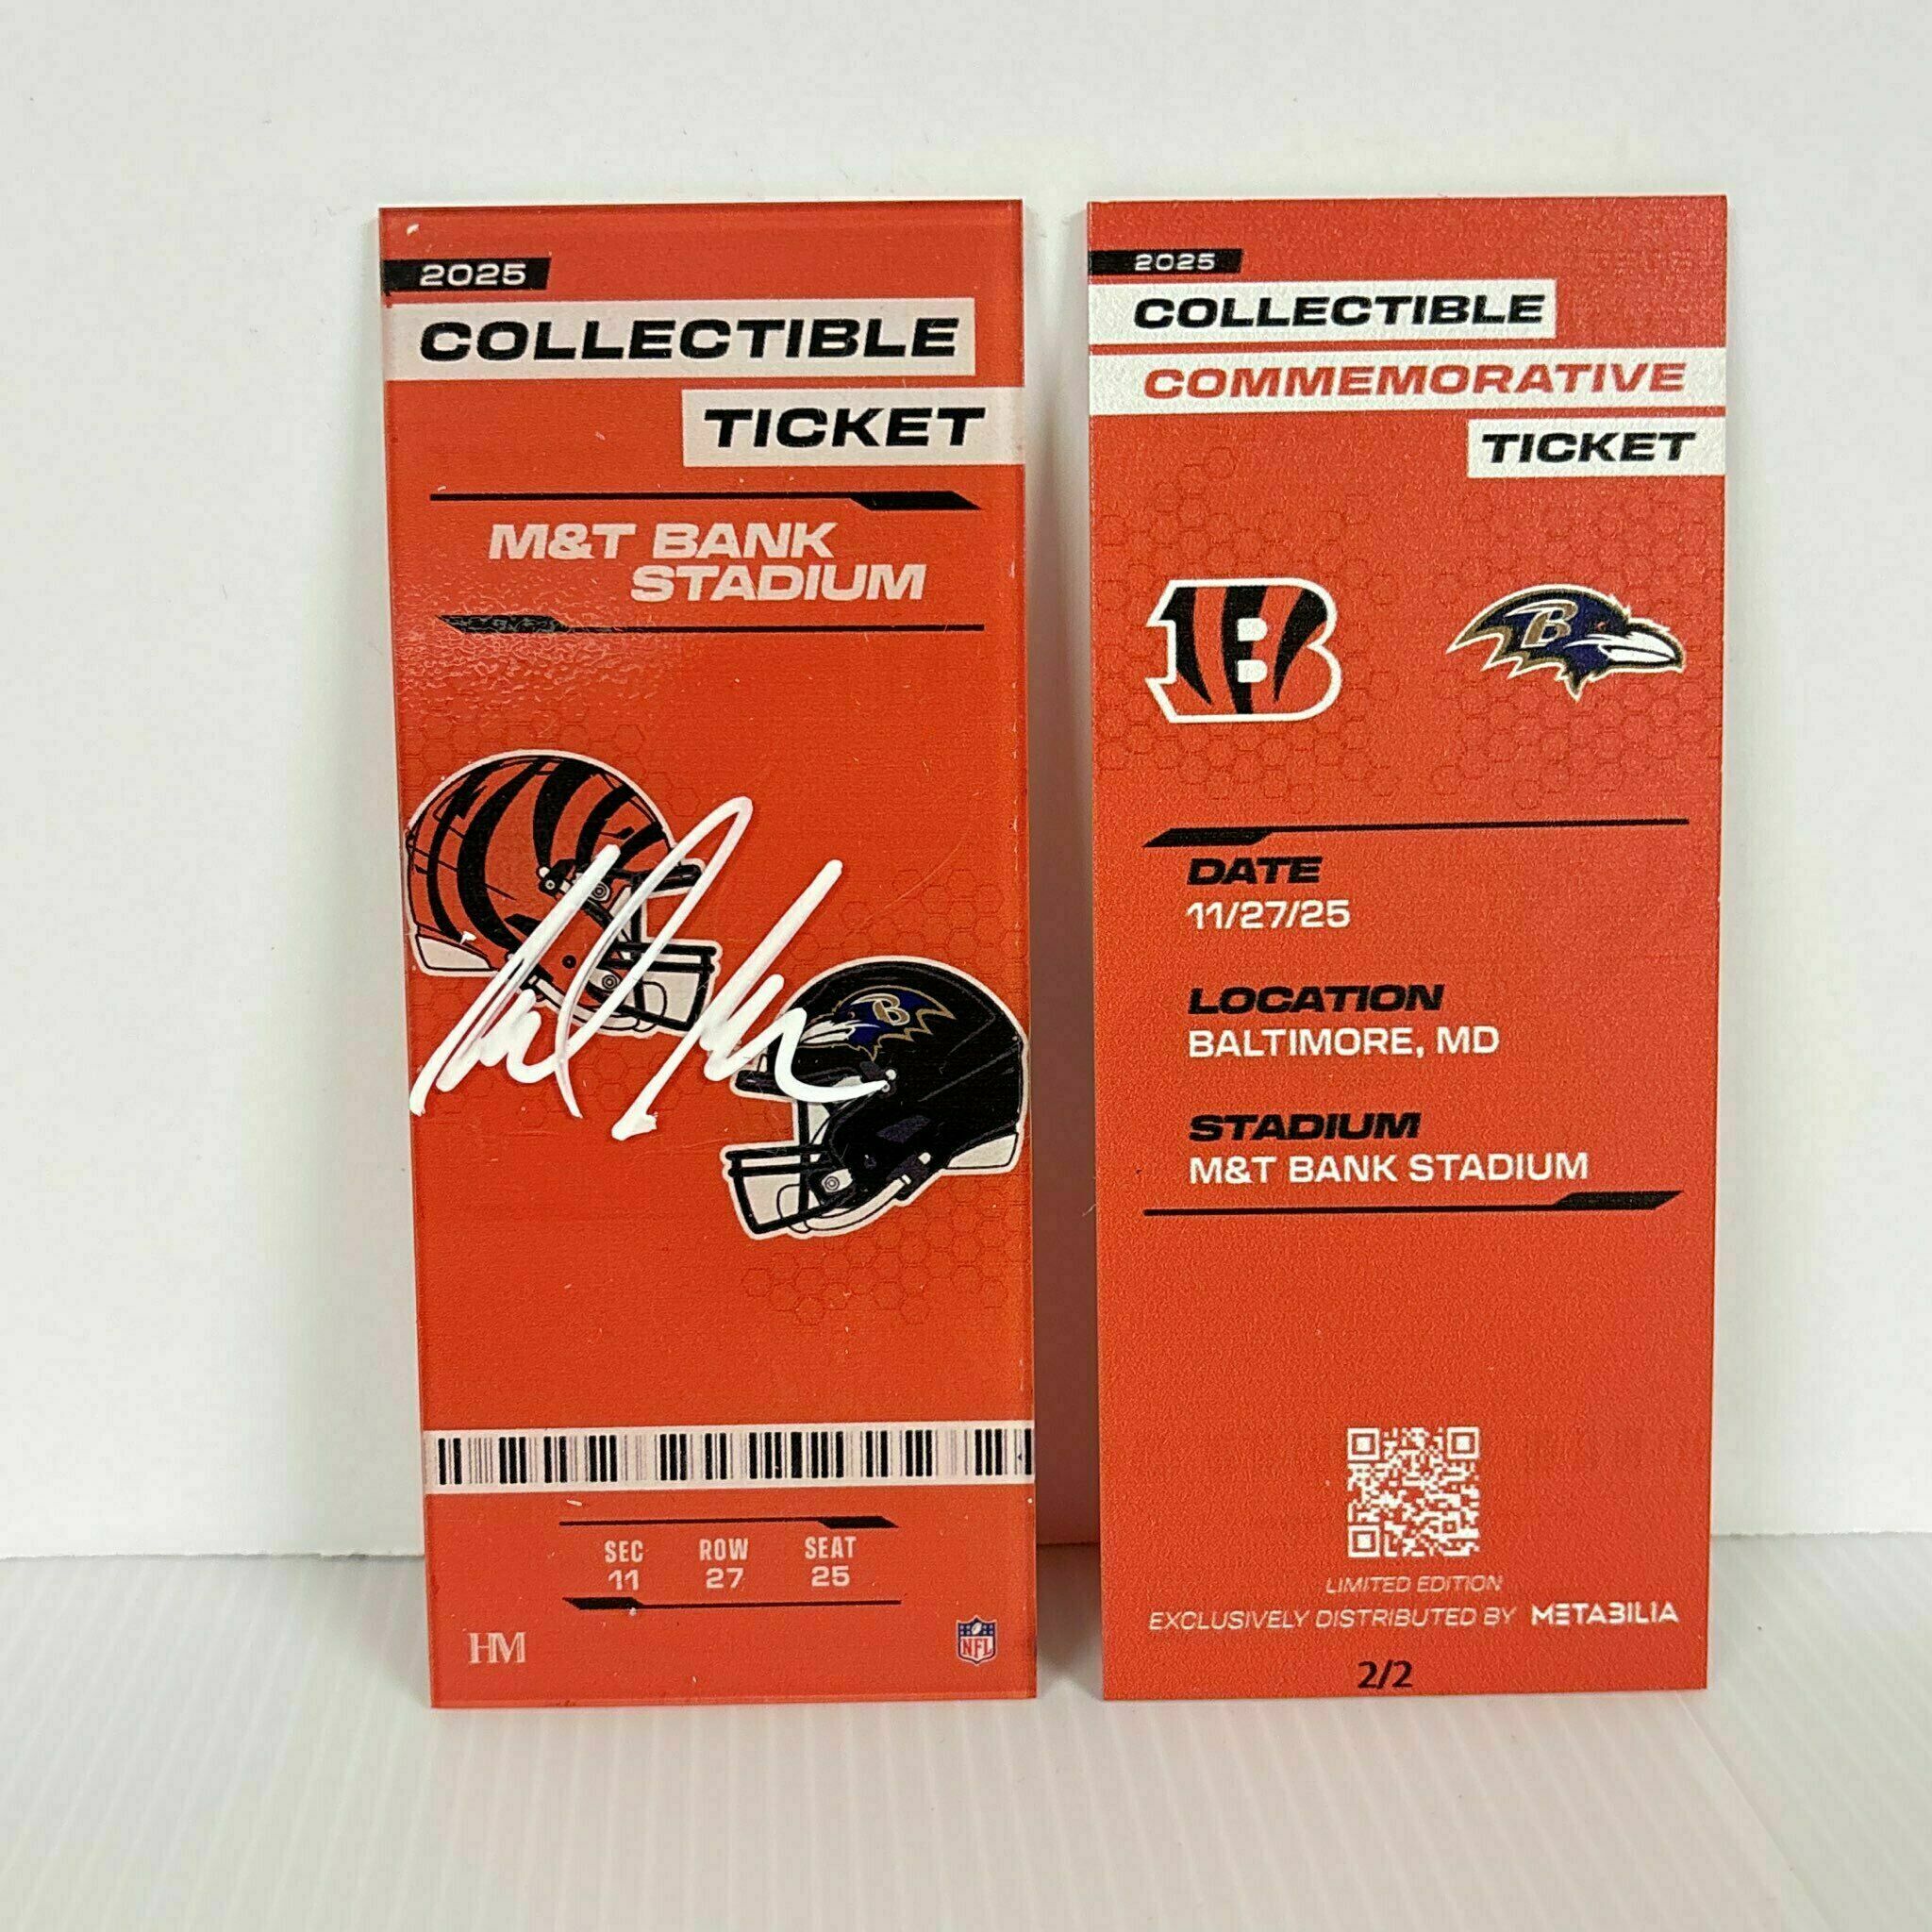 2025
COLLECTIBLE
TICKET
M&T BANK
STADIUM
B
SEC ROW SEAT
11 27 25
HM
NFL
2025
COLLECTIBLE
COMMEMORATIVE
TICKET
B
B
DATE
11/27/25
LOCATION
BALTIMORE, MD
STADIUM
M&T BANK STADIUM
LIMITED EDITION
EXCLUSIVELY DISTRIBUTED BY METABILIA
2/2